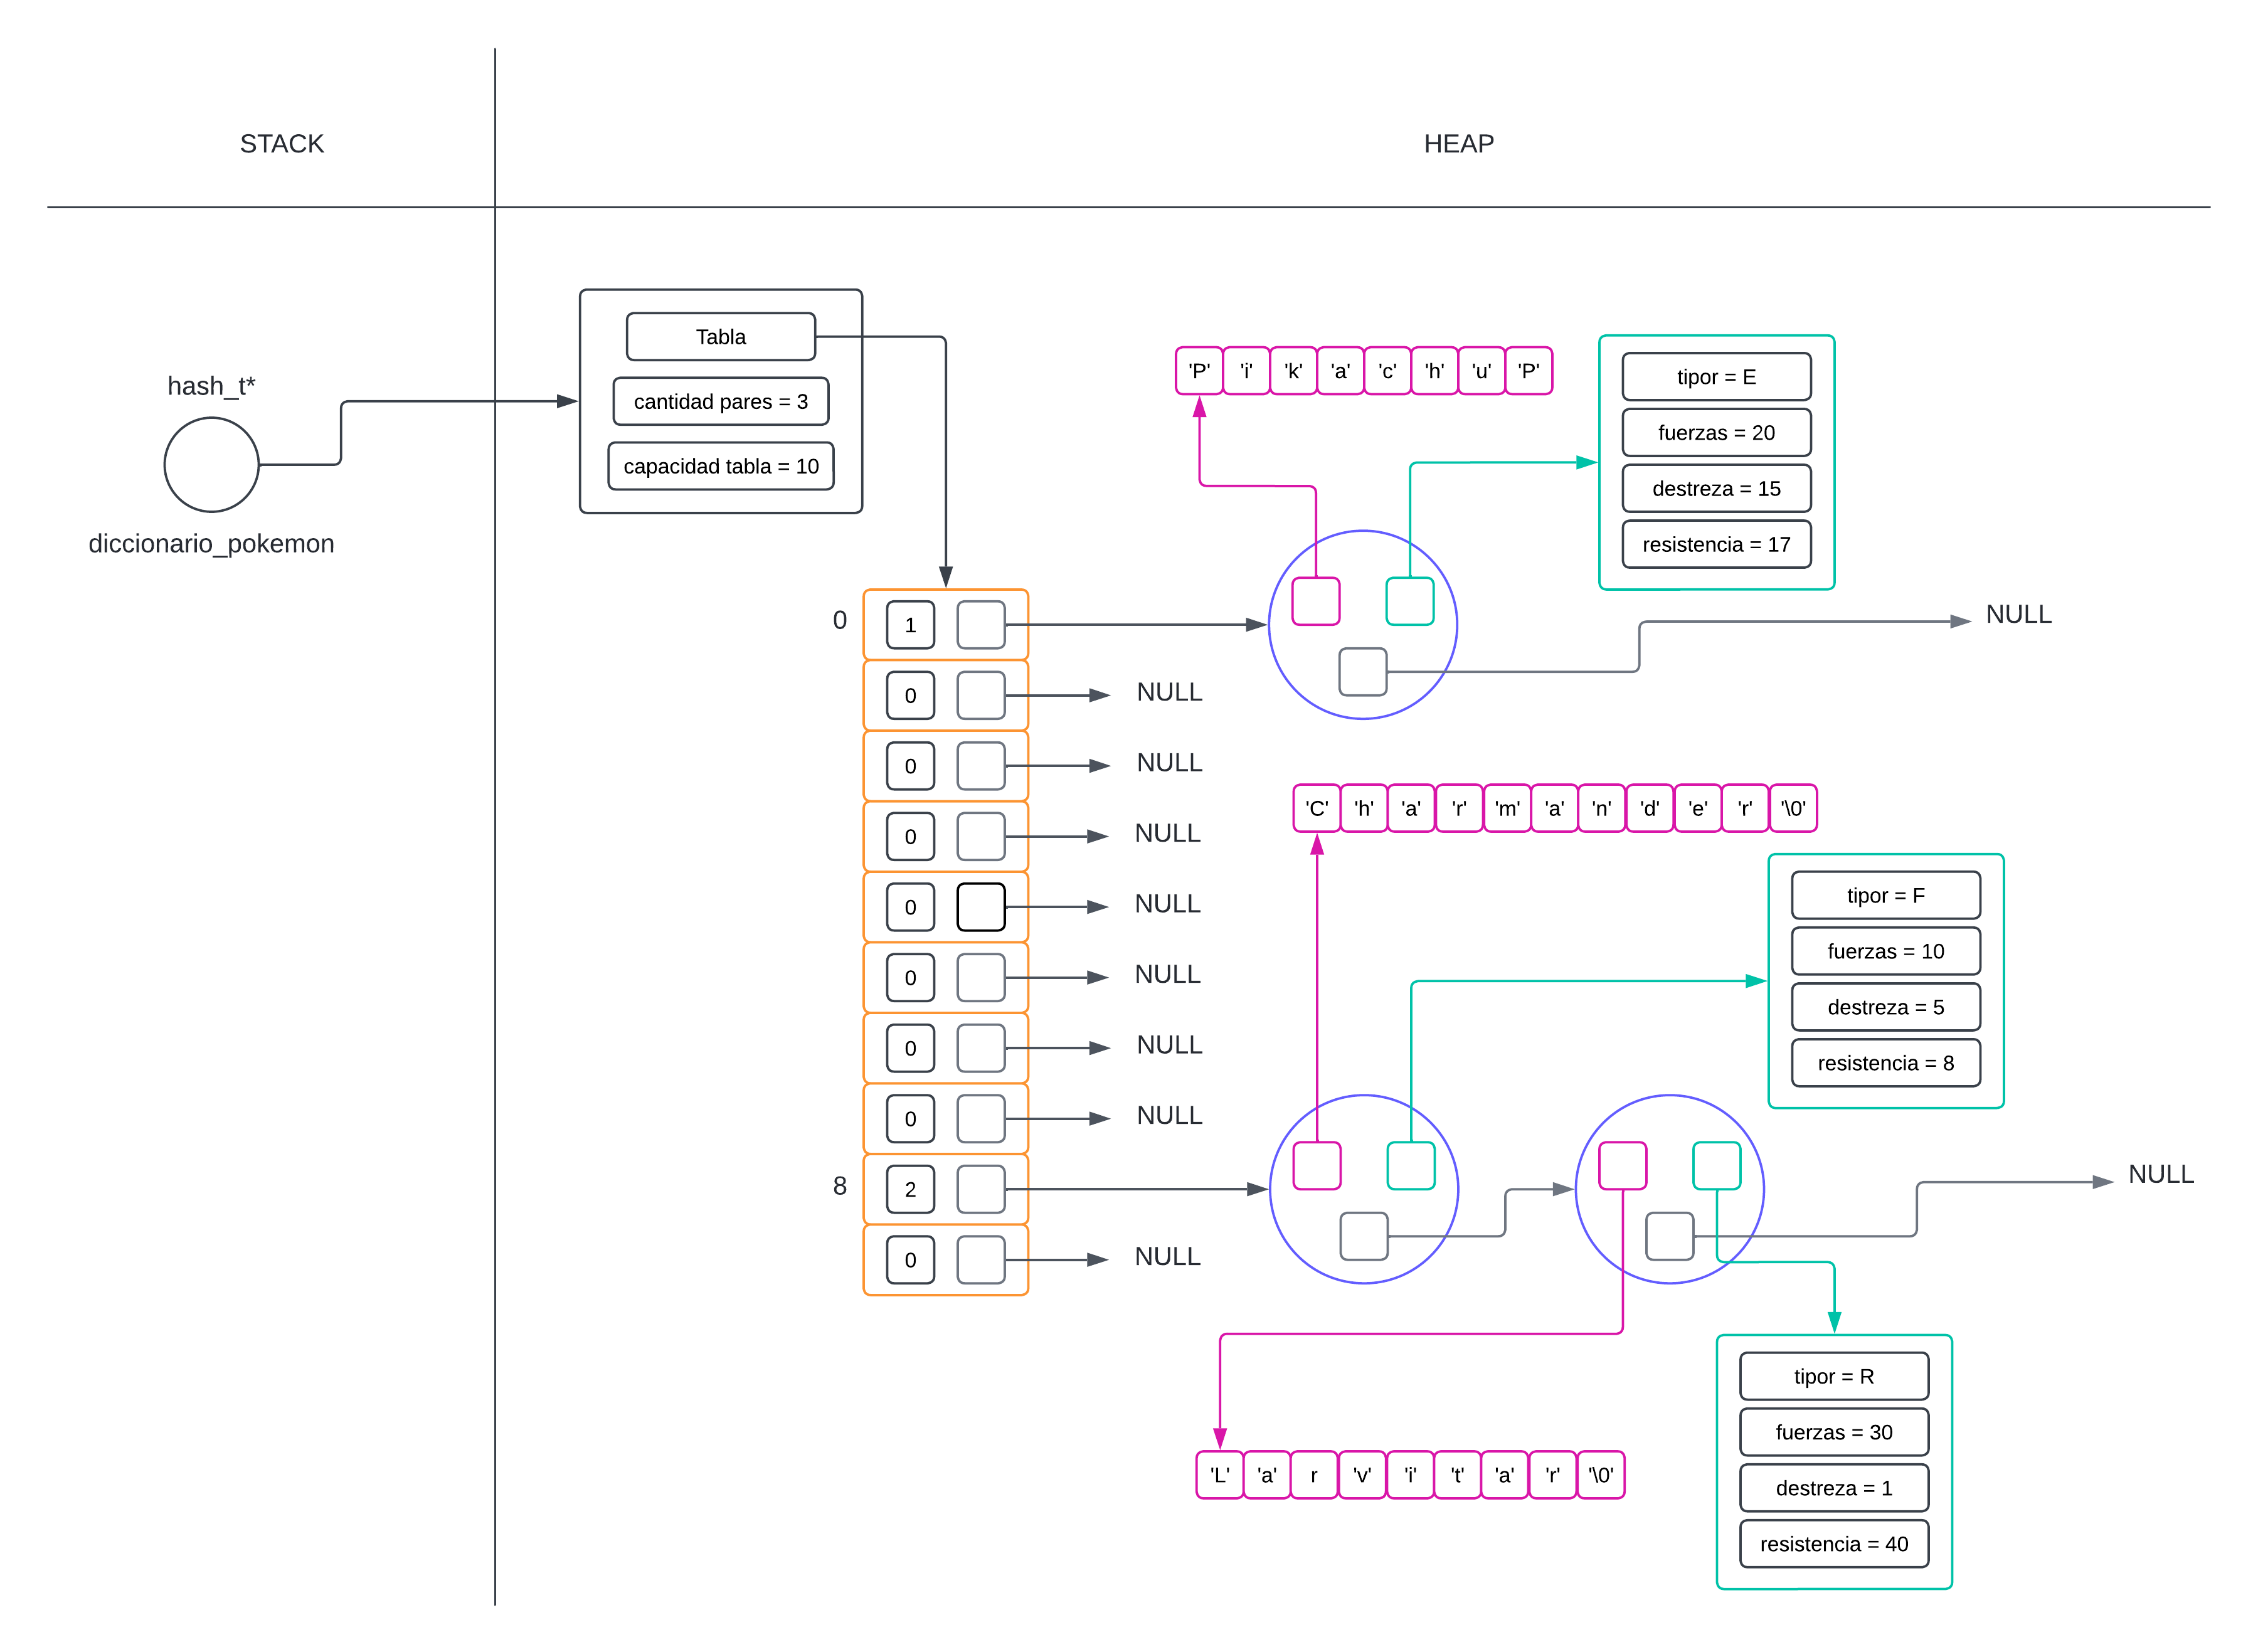 STACK
HEAP
hash_t*
diccionario_pokemon
Tabla
cantidad pares = 3
capacidad tabla = 10
'P' 'i' 'k' 'a' 'c' 'h' 'u' 'P'
tipor = E
fuerzas = 20
destreza = 15
resistencia = 17
0
1
NULL
0
NULL
0
NULL
0
NULL
0
NULL
0
NULL
0
NULL
0
NULL
8
2
NULL
0
NULL
'C' 'h' 'a' 'r' 'm' 'a' 'n' 'd' 'e' 'r' '\0'
tipor = F
fuerzas = 10
destreza = 5
resistencia = 8
tipor = R
fuerzas = 30
destreza = 1
resistencia = 40
'L' 'a' r 'v' 'i' 't' 'a' 'r' '\0'